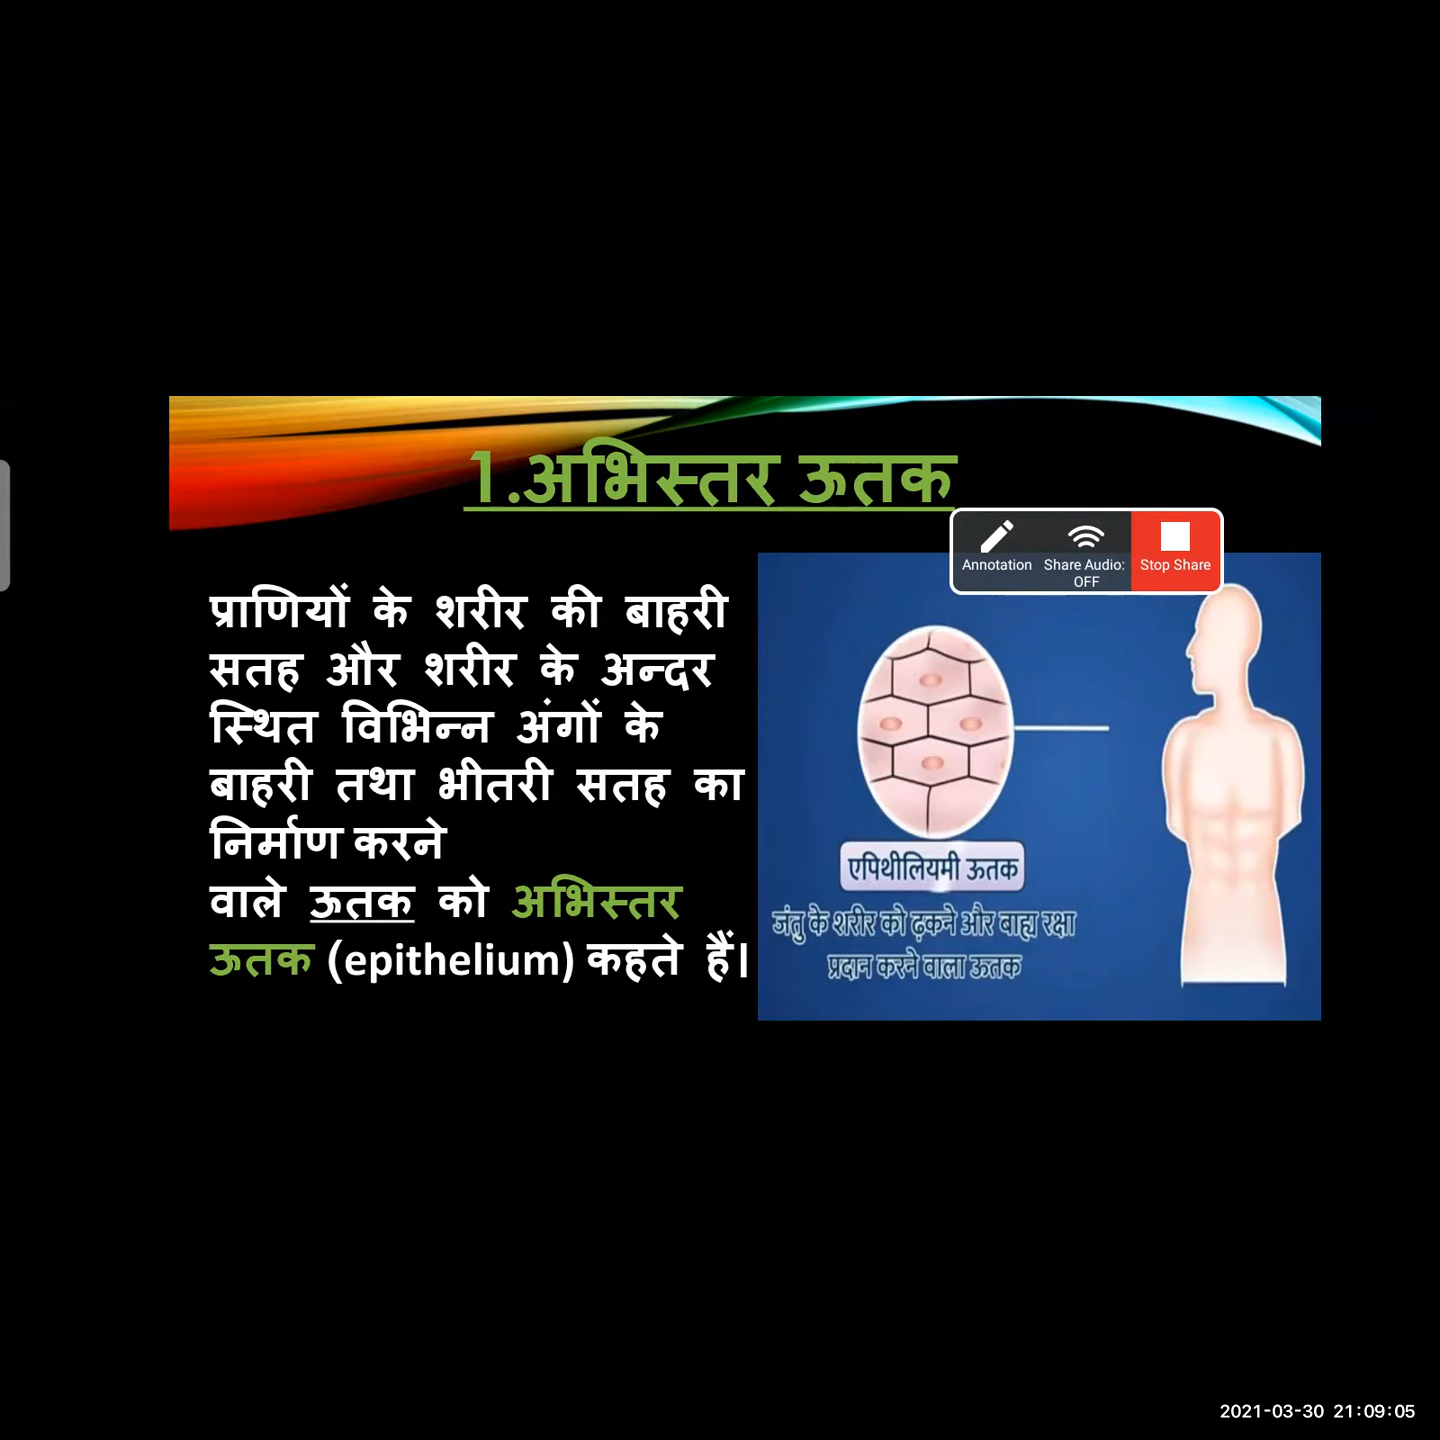 1.अभिस्तर ऊतक
Annotation
Share Audio:
OFF
Stop Share
प्राणियों के शरीर की बाहरी
सतह और शरीर के अन्दर
स्थित विभिन्न अंगों के
बाहरी तथा भीतरी सतह का
निर्माण करने
वाले ऊतक को अभिस्तर
ऊतक (epithelium) कहते हैं।
एपिथीलियमी ऊतक
जंतु के शरीर को ढ़कने और बाह्य रक्षा
प्रदान करने वाला ऊतक
2021-03-30 21:09:05